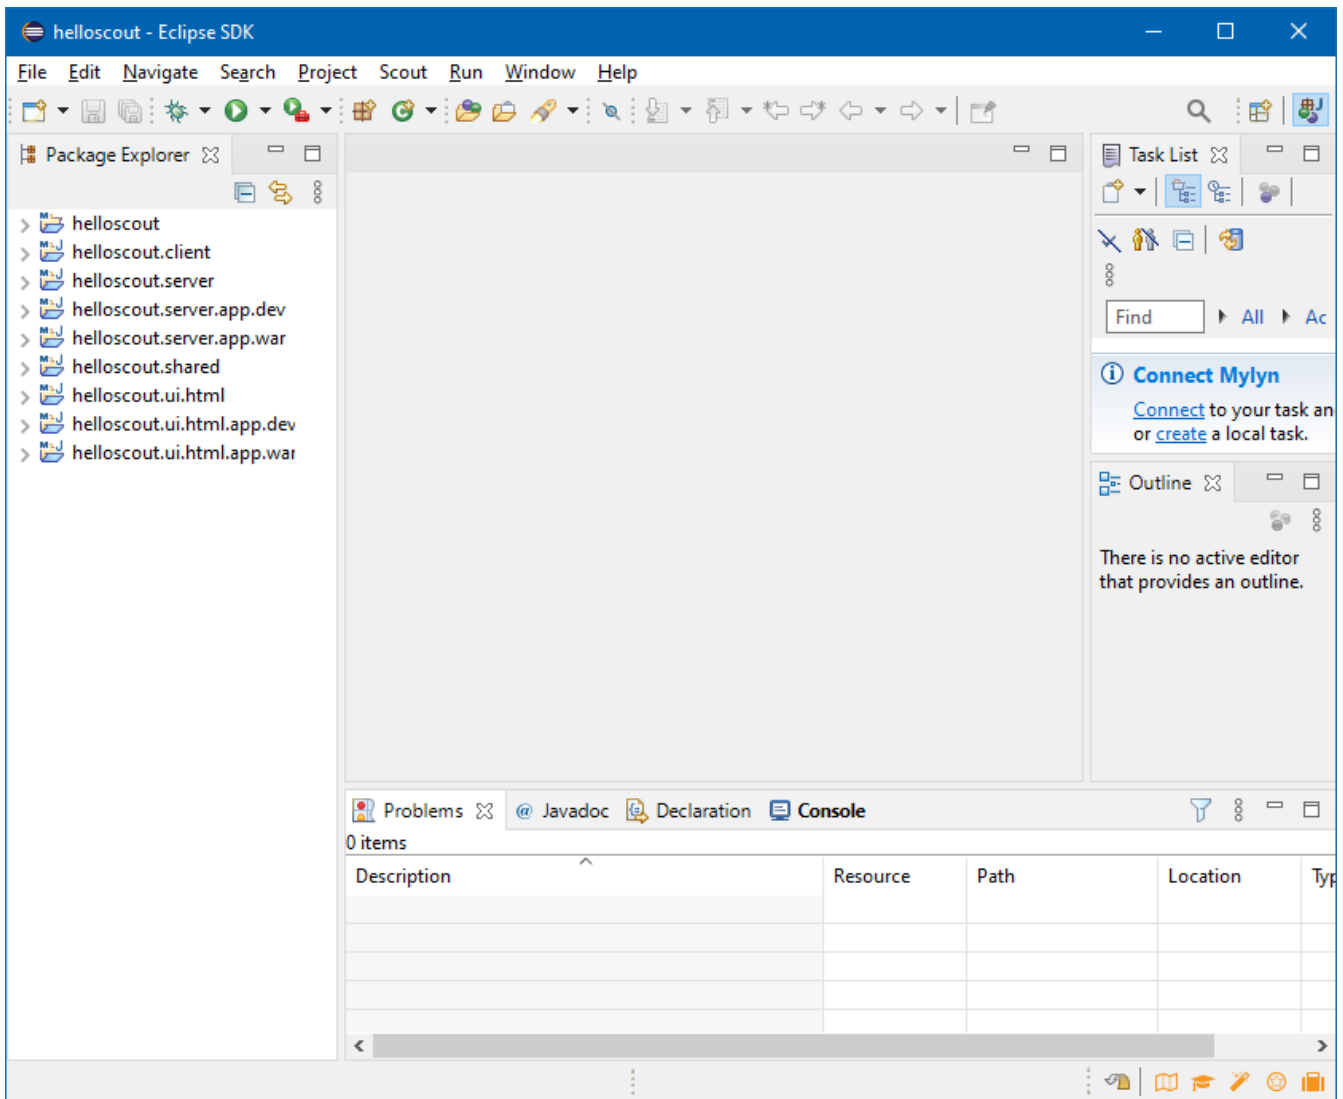 helloscout - Eclipse SDK
File Edit Navigate Search Project Scout Run Window Help
Package Explorer
helloscout
helloscout.client
helloscout.server
helloscout.server.app.dev
helloscout.server.app.war
helloscout.shared
helloscout.ui.html
helloscout.ui.html.app.dev
helloscout.ui.html.app.war
Task List
Find All Ac
Connect Mylyn
Connect to your task an
or create a local task.
Outline
There is no active editor
that provides an outline.
Problems @ Javadoc Declaration Console
0 items
Description Resource Path Location Typ